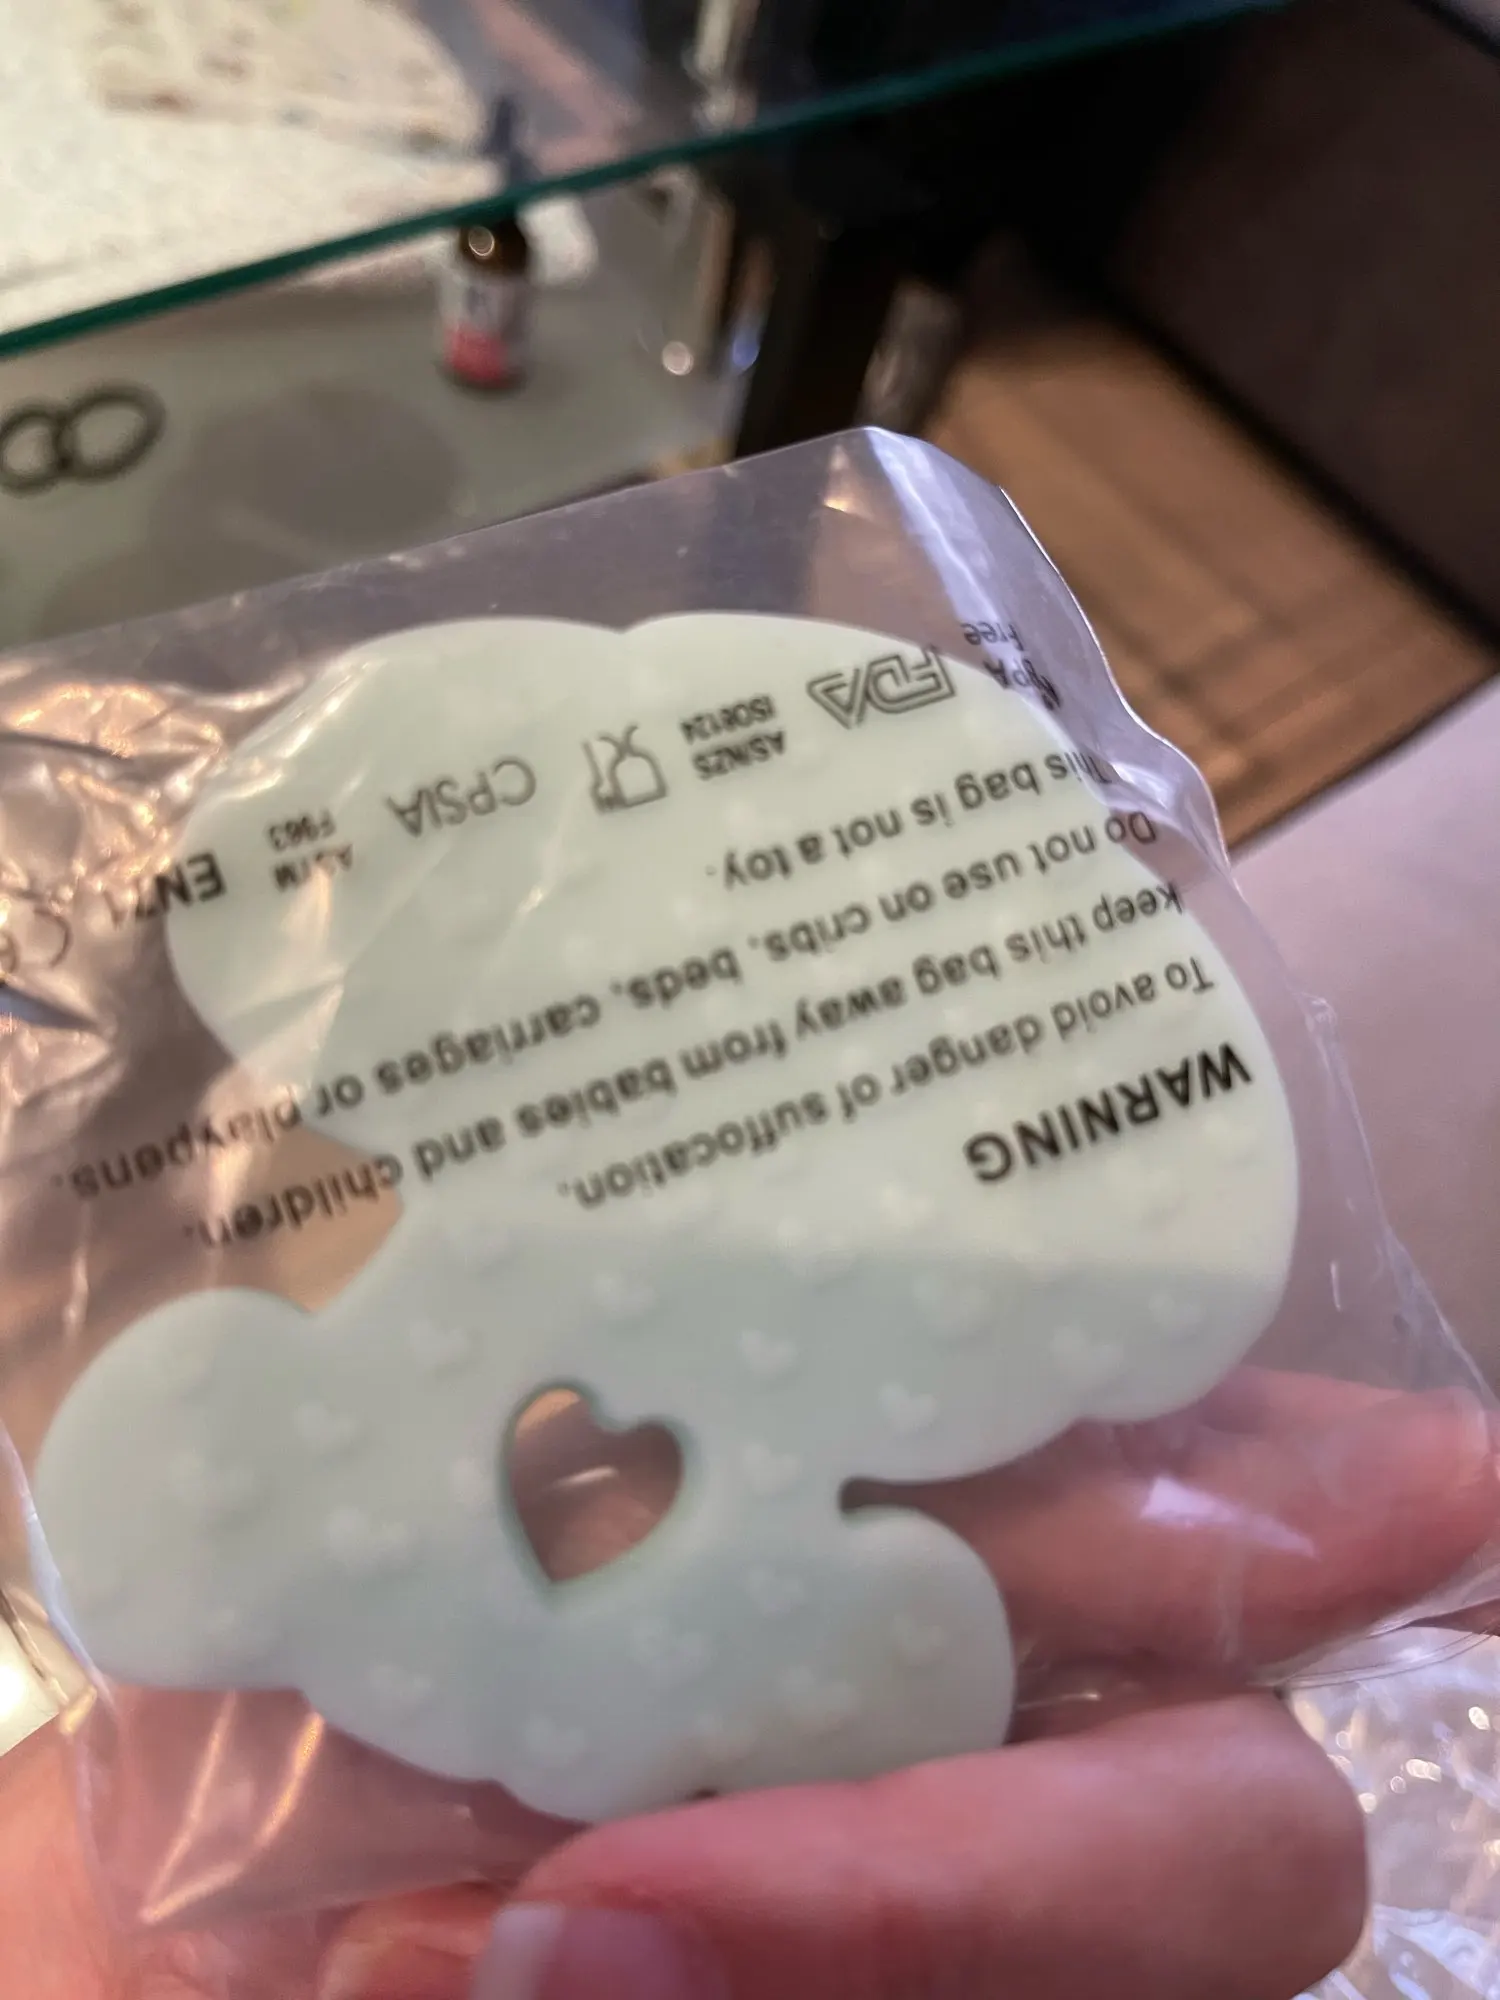 WARNING
To avoid danger of suffocation,
keep this bag away from babies and children.
Do not use on cribs, beds, carriages or playpens.
This bag is not a toy.
BPA
Free
FDA
AS/NZS
ISO8124
CPSIA
ASTM
F963
EN71